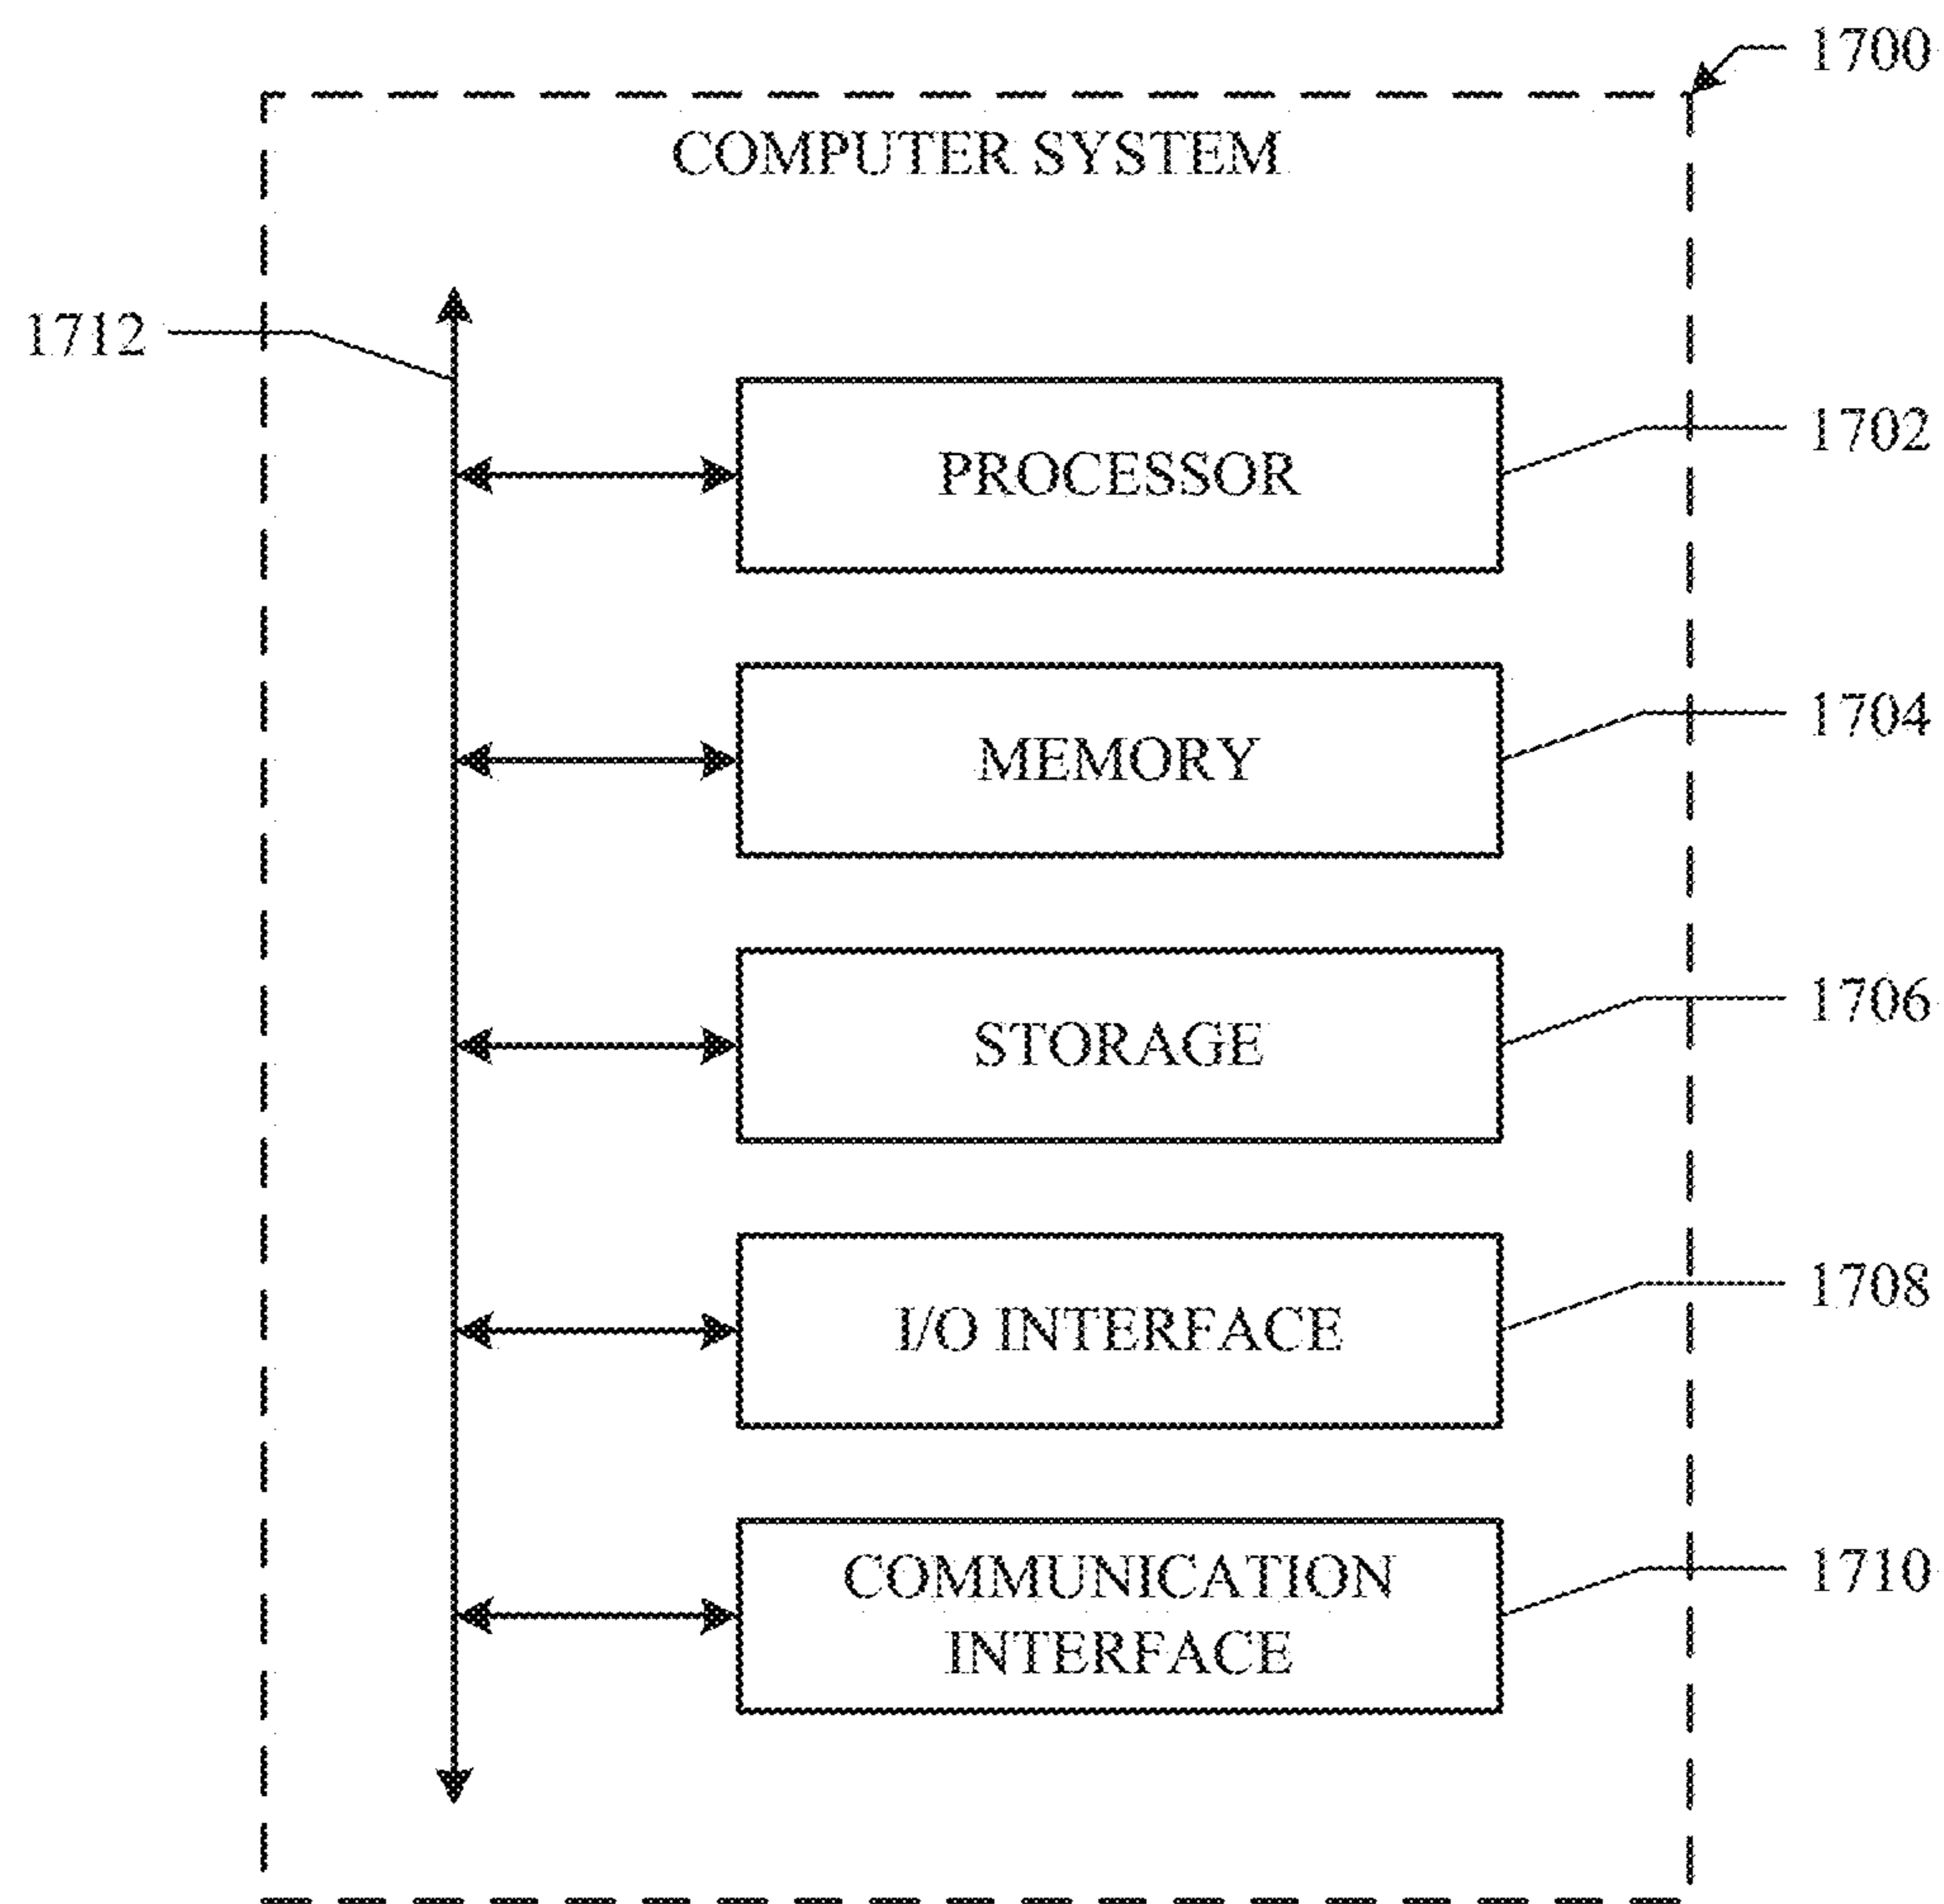 1700
COMPUTER SYSTEM
1712
PROCESSOR
1702
MEMORY
1704
STORAGE
1706
I/O INTERFACE
1708
COMMUNICATION
INTERFACE
1710